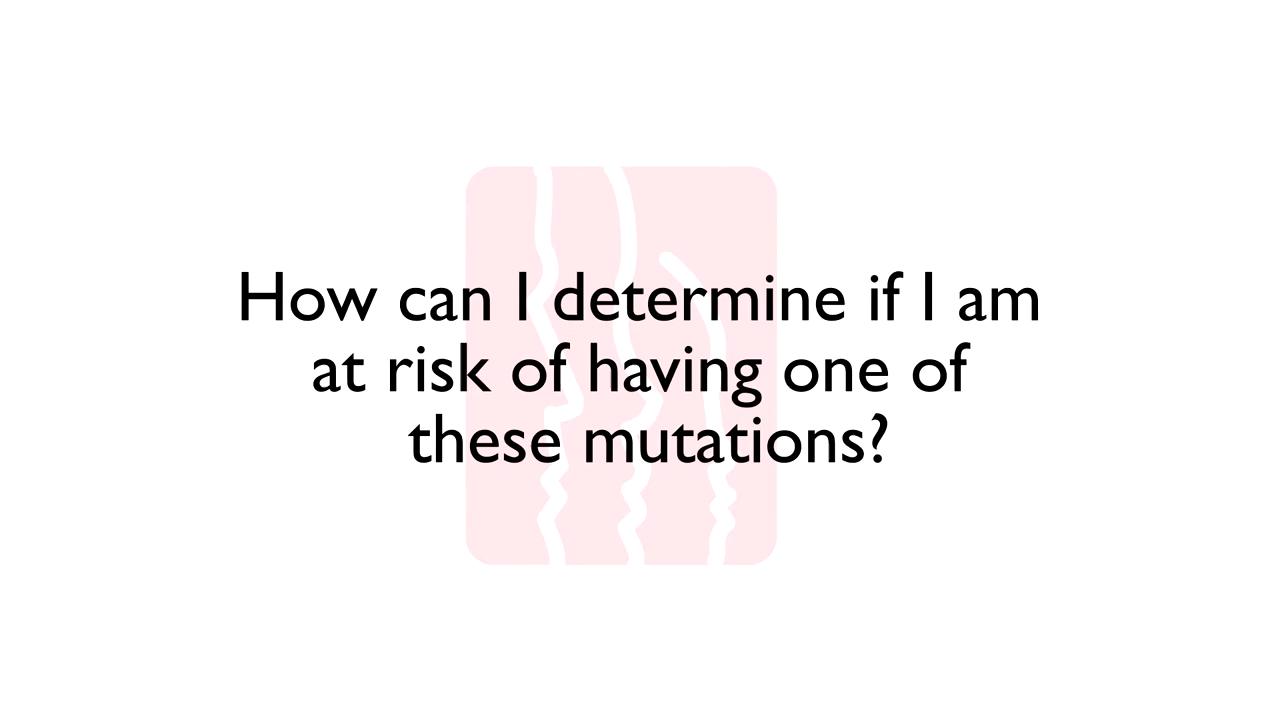 How can I determine if I am
at risk of having one of
these mutations?